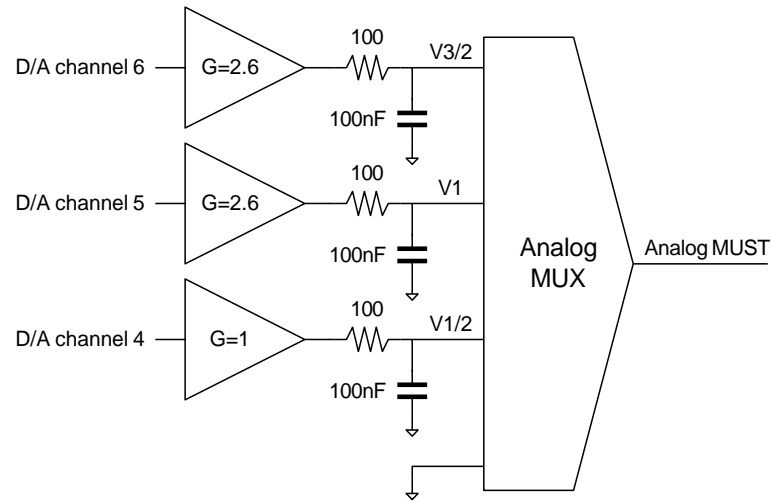 100
V3/2
D/A channel 6
G=2.6
100nF
100
V1
D/A channel 5
G=2.6
100nF
Analog
MUX
Analog MUST
100
V1/2
D/A channel 4
G=1
100nF